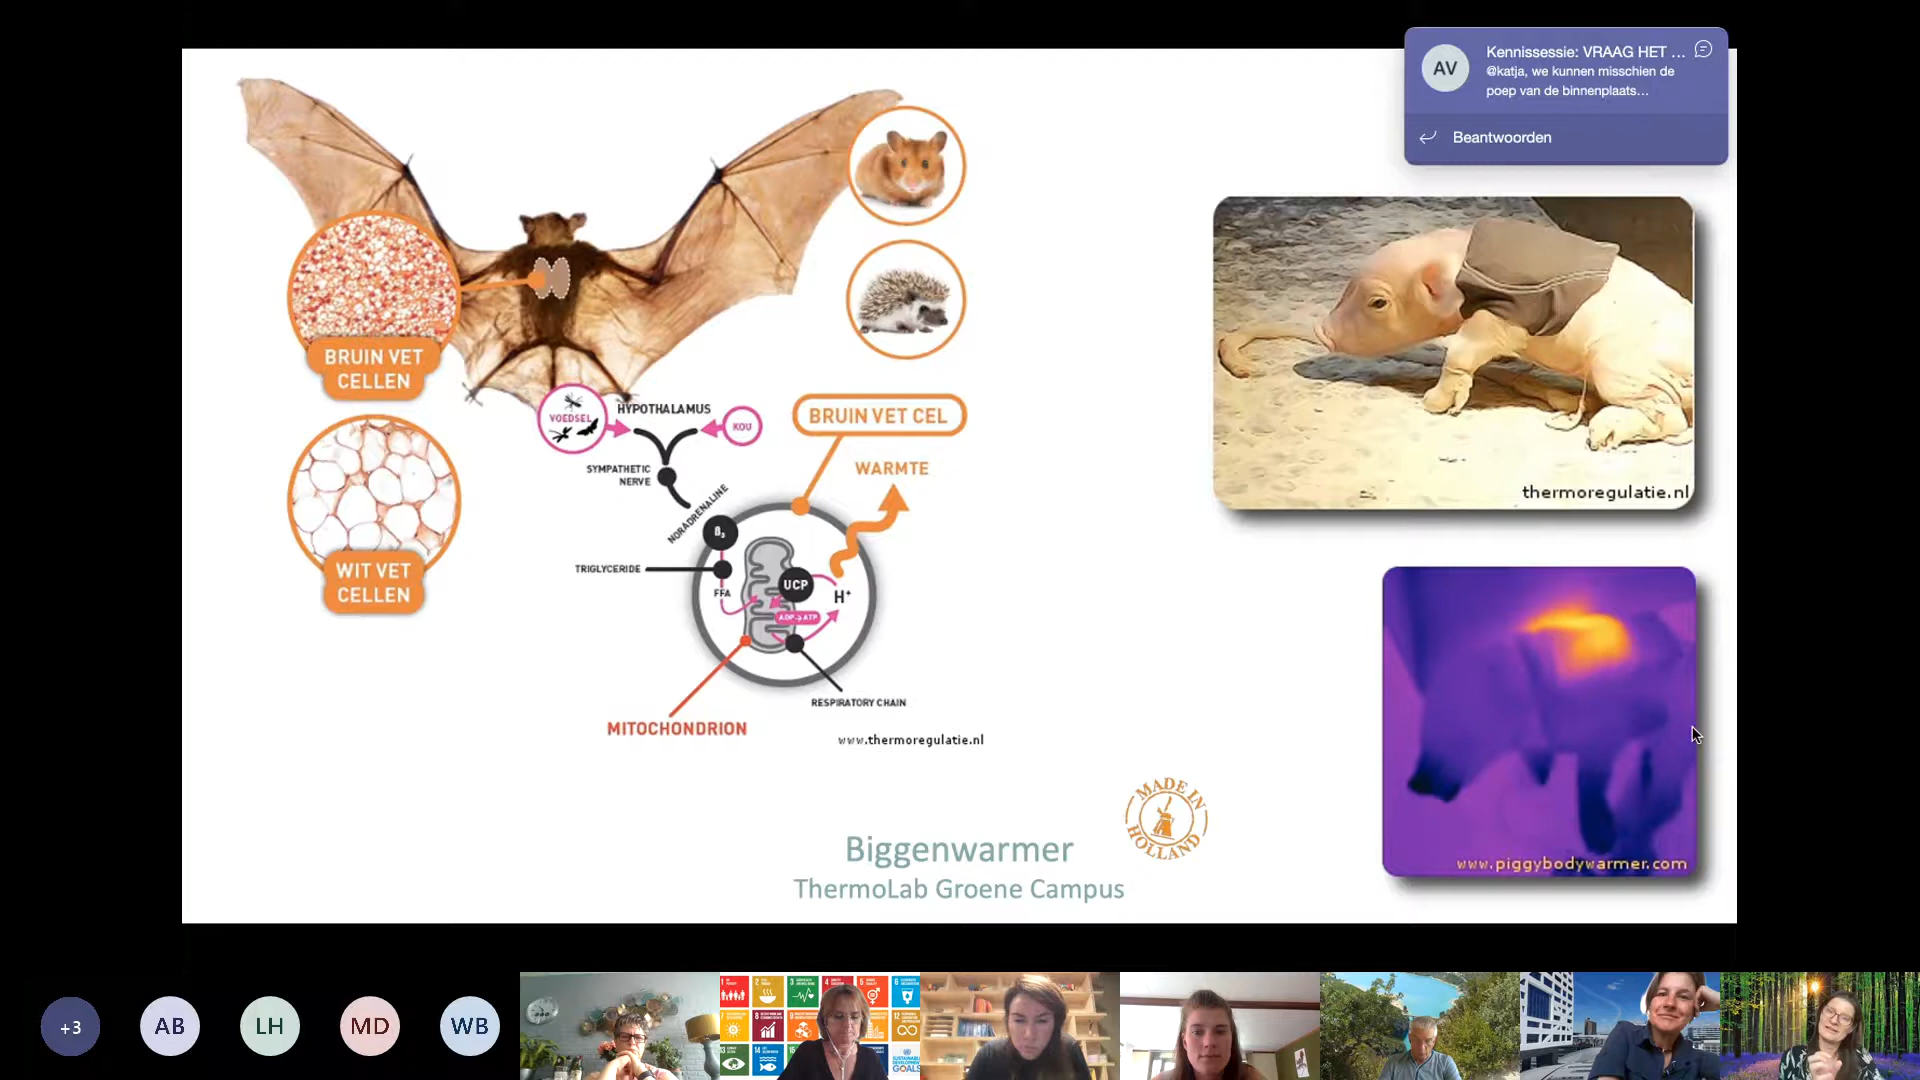 Kennissessie: VRAAG HET ...
AV
@katja, we kunnen misschien de
poep van de binnenplaats...
Beantwoorden
BRUIN VET
CELLEN
WIT VET
CELLEN
VOEDSEL
HYPOTHALAMUS
KOU
BRUIN VET CEL
SYMPATHETIC
NERVE
WARMTE
NORADRENALINE
B₃
TRIGLYCERIDE
UCP
FFA
H⁺
ADP→ATP
RESPIRATORY CHAIN
MITOCHONDRION
www.thermoregulatie.nl
thermoregulatie.nl
MADE IN
HOLLAND
Biggenwarmer
ThermoLab Groene Campus
www.piggybodywarmer.com
+3
AB
LH
MD
WB